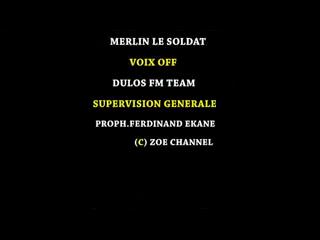 MERLIN LE SOLDAT
VOIX OFF
DULOS FM TEAM
SUPERVISION GENERALE
PROPH.FERDINAND EKANE
(C) ZOE CHANNEL